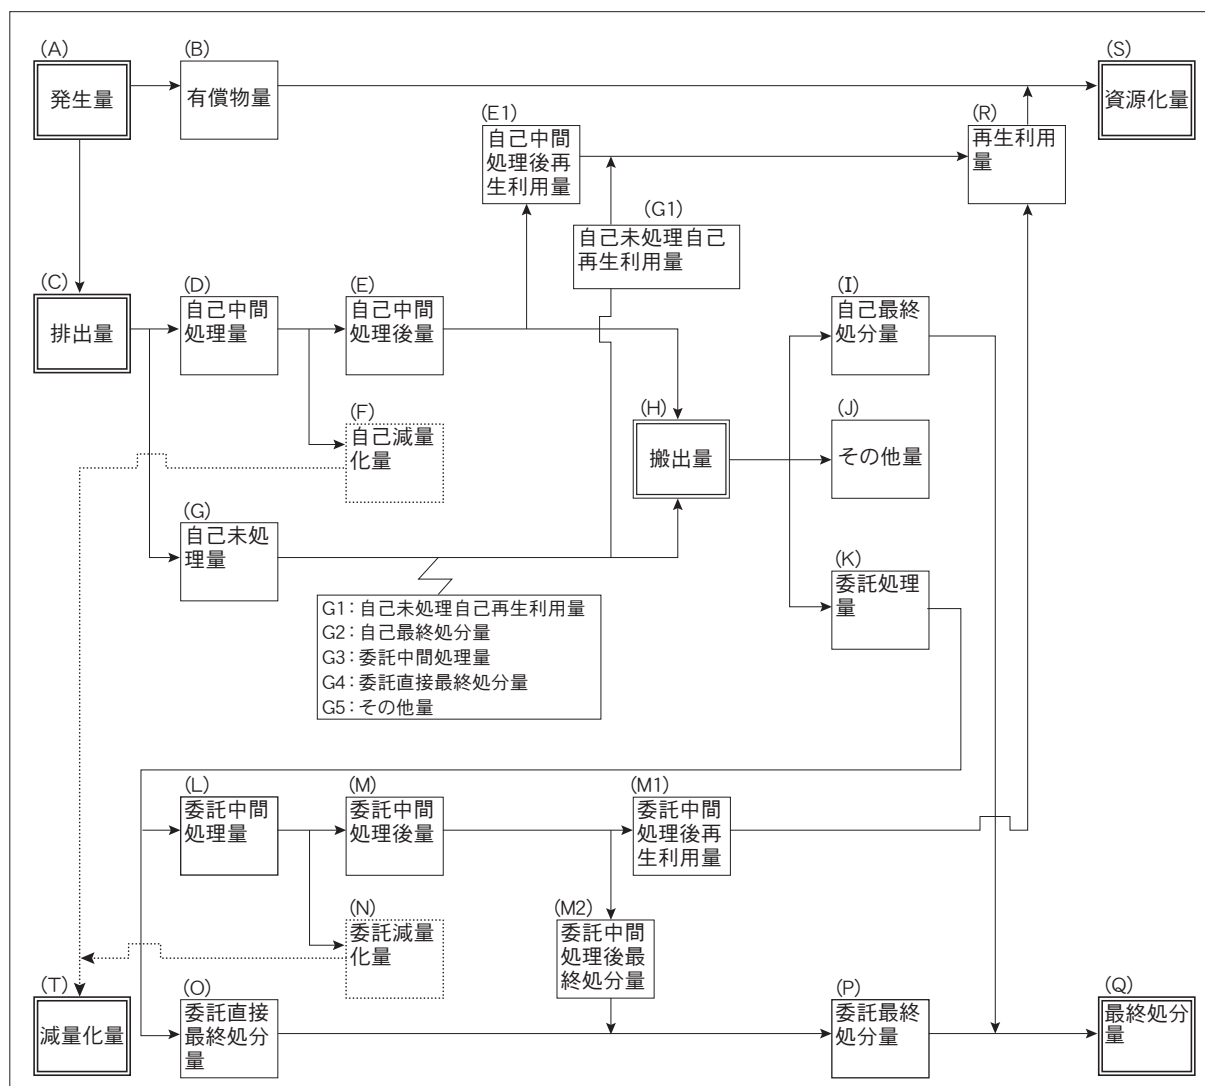 (A)
発生量
(B)
有償物量
(S)
資源化量
(E1)
自己中間
処理後再
生利用量
(R)
再生利用
量
(G1)
自己未処理自己
再生利用量
(C)
排出量
(D)
自己中間
処理量
(E)
自己中間
処理後量
(I)
自己最終
処分量
(F)
自己減量
化量
(H)
搬出量
(J)
その他量
(G)
自己未処
理量
(K)
委託処理
量
G1：自己未処理自己再生利用量
G2：自己最終処分量
G3：委託中間処理量
G4：委託直接最終処分量
G5：その他量
(L)
委託中間
処理量
(M)
委託中間
処理後量
(M1)
委託中間
処理後再
生利用量
(N)
委託減量
化量
(M2)
委託中間
処理後最
終処分量
(T)
減量化量
(O)
委託直接
最終処分
量
(P)
委託最終
処分量
(Q)
最終処分
量